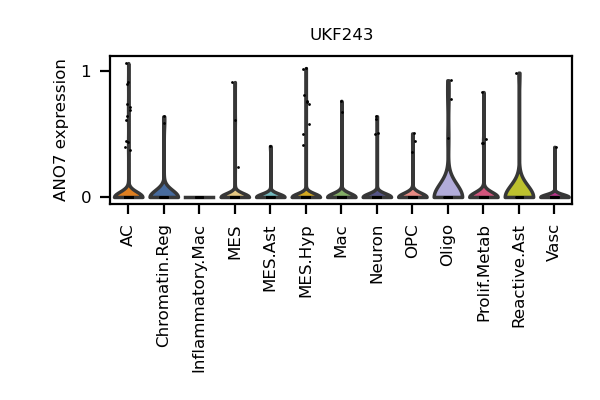 UKF243
ANO7 expression
1
0
AC
Chromatin.Reg
Inflammatory.Mac
MES
MES.Ast
MES.Hyp
Mac
Neuron
OPC
Oligo
Prolif.Metab
Reactive.Ast
Vasc